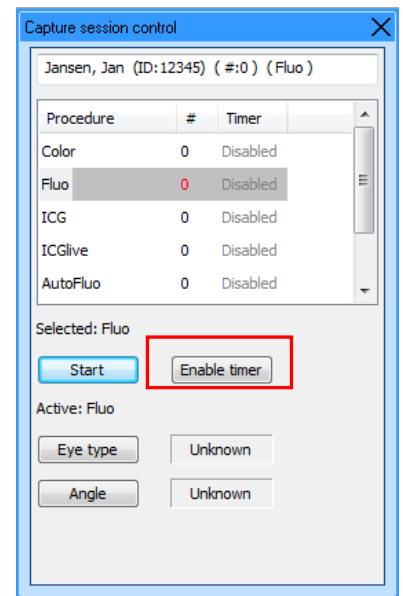 Capture session control
Jansen, Jan (ID:12345) ( #:0 ) ( Fluo )
Procedure # Timer
Color 0 Disabled
Fluo 0 Disabled
ICG 0 Disabled
ICGlive 0 Disabled
AutoFluo 0 Disabled
Selected: Fluo
Start Enable timer
Active: Fluo
Eye type Unknown
Angle Unknown